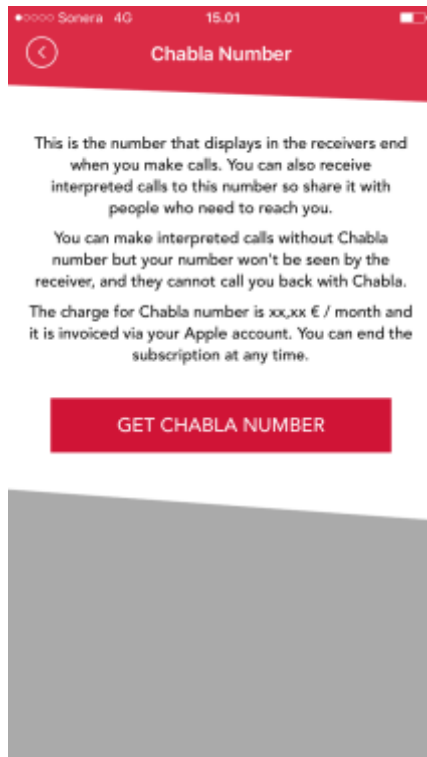 Sonera 4G 15.01
Chabla Number
This is the number that displays in the receivers end
when you make calls. You can also receive
interpreted calls to this number so share it with
people who need to reach you.
You can make interpreted calls without Chabla
number but your number won't be seen by the
receiver, and they cannot call you back with Chabla.
The charge for Chabla number is xx,xx € / month and
it is invoiced via your Apple account. You can end the
subscription at any time.
GET CHABLA NUMBER